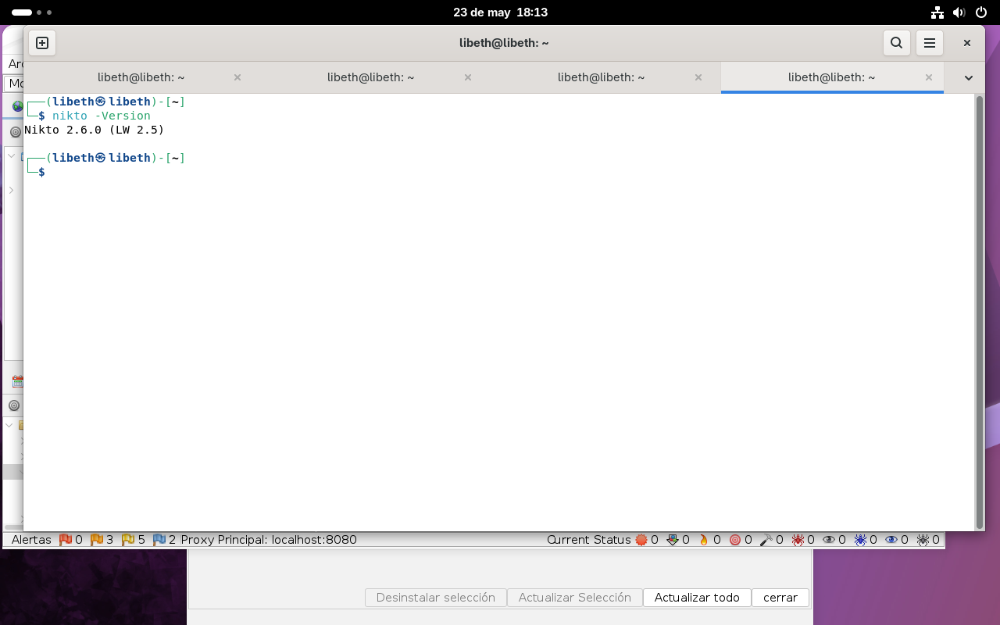 23 de may 18:13
libeth@libeth: ~
libeth@libeth: ~
libeth@libeth: ~
libeth@libeth: ~
libeth@libeth: ~
┌──(libeth㉿libeth)-[~]
└─$ nikto -Version
Nikto 2.6.0 (LW 2.5)
┌──(libeth㉿libeth)-[~]
└─$
Alertas 0 3 5 2 Proxy Principal: localhost:8080 Current Status 0 0 0 0 0 0 0 0 0 0
Desinstalar selección Actualizar Selección Actualizar todo cerrar